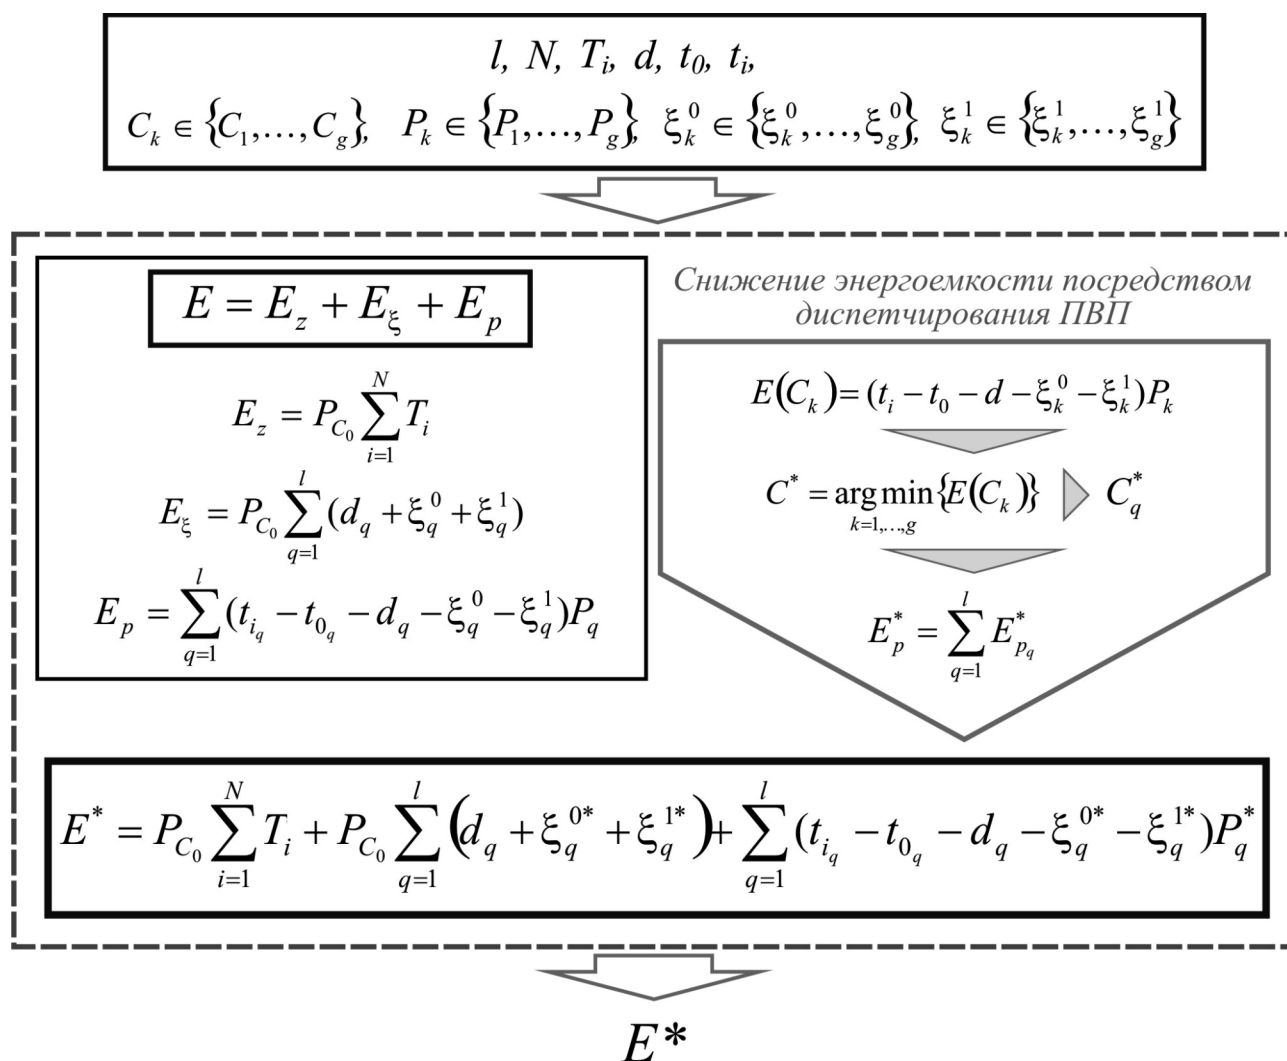 l, N, T_i, d, t_0, t_i,
C_k ∈ {C_1,…,C_g}, P_k ∈ {P_1,…,P_g}, ξ_k^0 ∈ {ξ_k^0,…,ξ_g^0}, ξ_k^1 ∈ {ξ_k^1,…,ξ_g^1}
E = E_z + E_ξ + E_p
E_z = P_{C_0} ∑_{i=1}^{N} T_i
E_ξ = P_{C_0} ∑_{q=1}^{l} (d_q + ξ_q^0 + ξ_q^1)
E_p = ∑_{q=1}^{l} (t_{i_q} − t_{0_q} − d_q − ξ_q^0 − ξ_q^1)P_q
Снижение энергоемкости посредством
диспетчирования ПВП
E(C_k) = (t_i − t_0 − d − ξ_k^0 − ξ_k^1)P_k
C^* = arg min_{k=1,…,g} {E(C_k)} C_q^*
E_p^* = ∑_{q=1}^{l} E_{p_q}^*
E^* = P_{C_0} ∑_{i=1}^{N} T_i + P_{C_0} ∑_{q=1}^{l} (d_q + ξ_q^{0*} + ξ_q^{1*}) + ∑_{q=1}^{l} (t_{i_q} − t_{0_q} − d_q − ξ_q^{0*} − ξ_q^{1*})P_q^*
E*